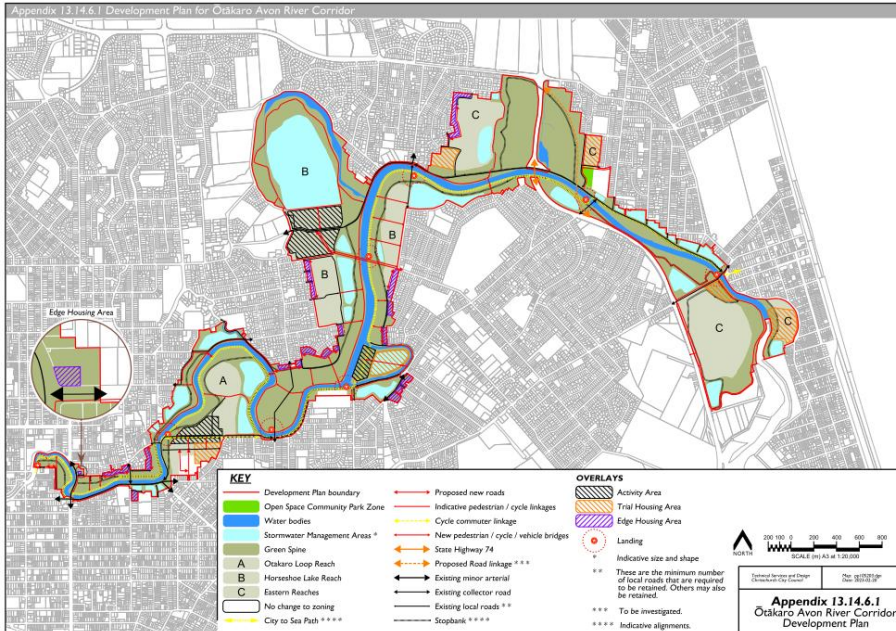 Appendix 13.14.6.1 Development Plan for Ōtākaro Avon River Corridor
Edge Housing Area
A
B
B
B
C
C
C
C
KEY
Development Plan boundary
Open Space Community Park Zone
Water bodies
Stormwater Management Areas *
Green Spine
A Otakaro Loop Reach
B Horseshoe Lake Reach
C Eastern Reaches
No change to zoning
City to Sea Path ****
Proposed new roads
Indicative pedestrian / cycle linkages
Cycle commuter linkage
New pedestrian / cycle / vehicle bridges
State Highway 74
Proposed Road linkage ***
Existing minor arterial
Existing collector road
Existing local roads **
Stopbank ****
OVERLAYS
Activity Area
Trial Housing Area
Edge Housing Area
Landing
* Indicative size and shape
** These are the minimum number
of local roads that are required
to be retained. Others may also
be retained.
*** To be investigated.
**** Indicative alignments.
NORTH
200 100 0 200 400 600 800
SCALE (m) A3 at 1:20,000
Technical Services and Design
Christchurch City Council
Appendix 13.14.6.1
Ōtākaro Avon River Corridor
Development Plan